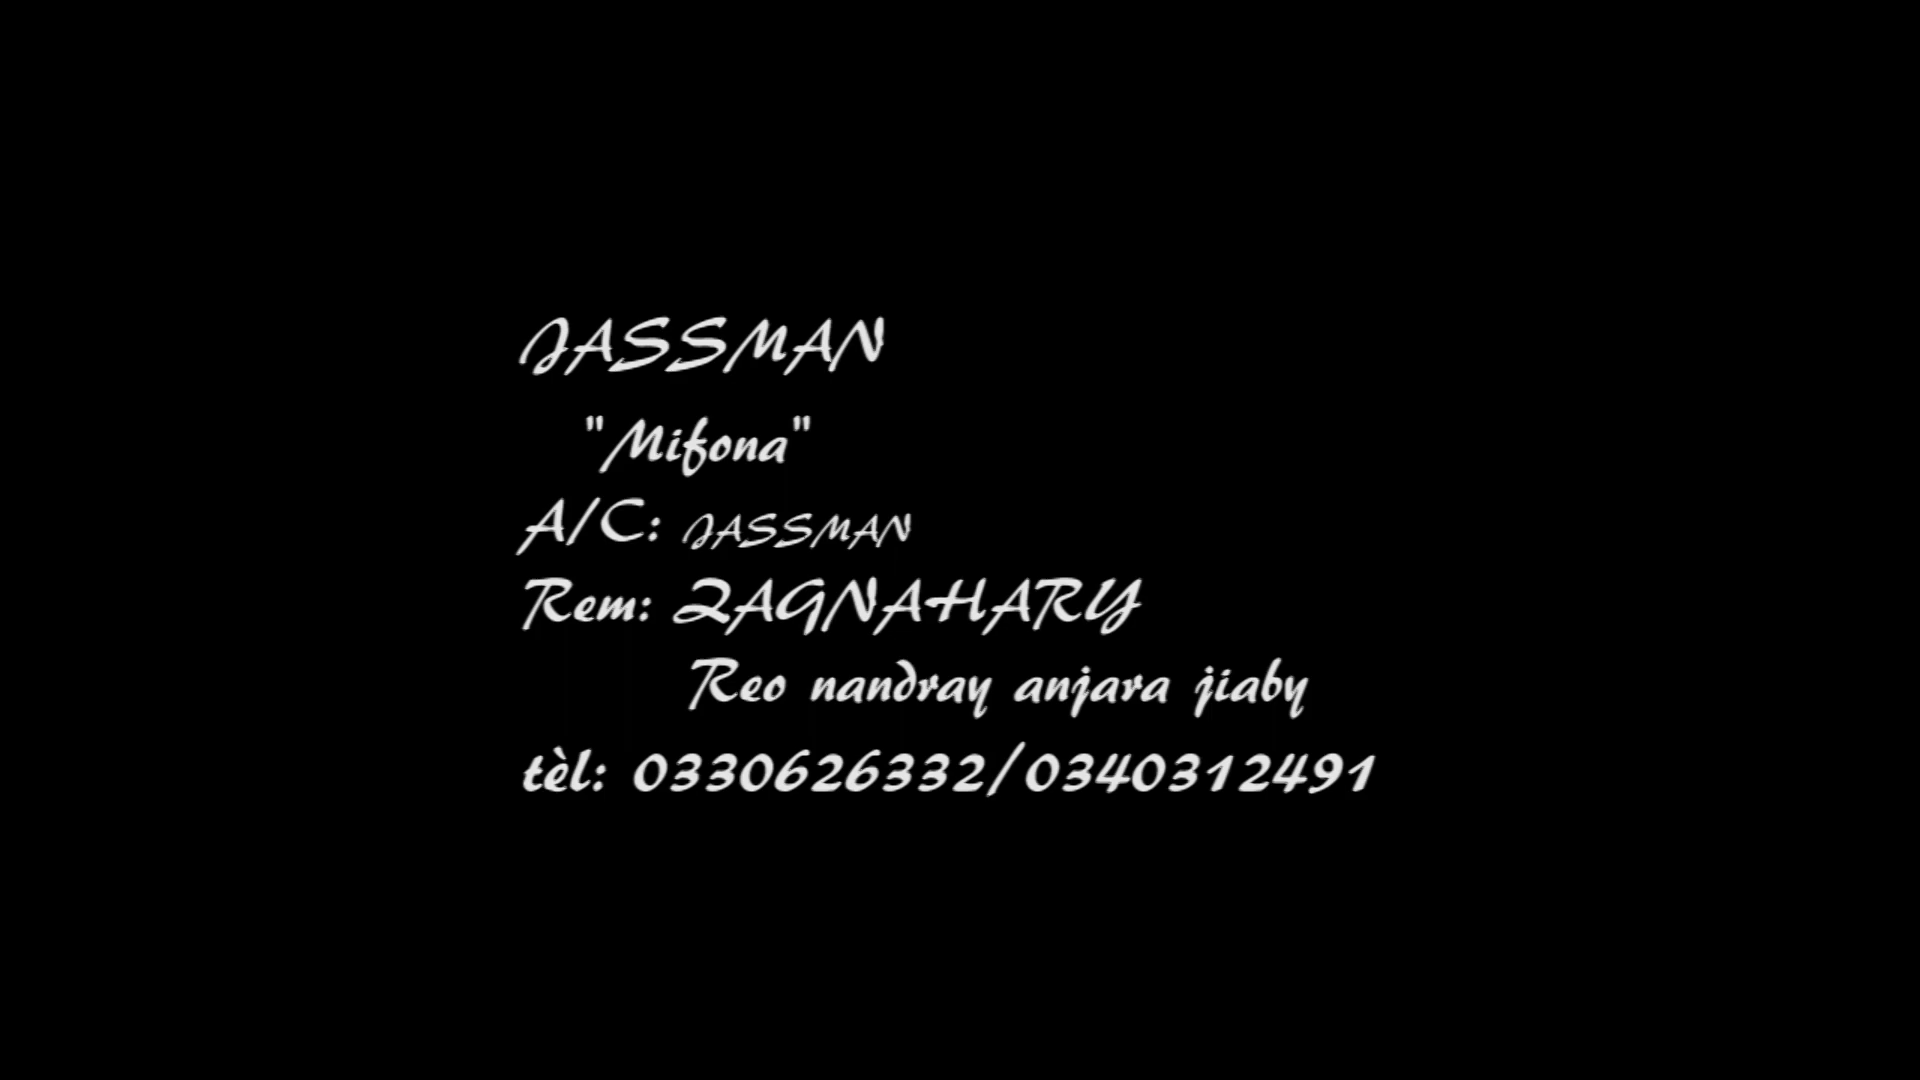 JASSMAN
"Mifona"
A/C: JASSMAN
Rem: ZAGNAHARY
Reo nandray anjara jiaby
tèl: 0330626332/0340312491